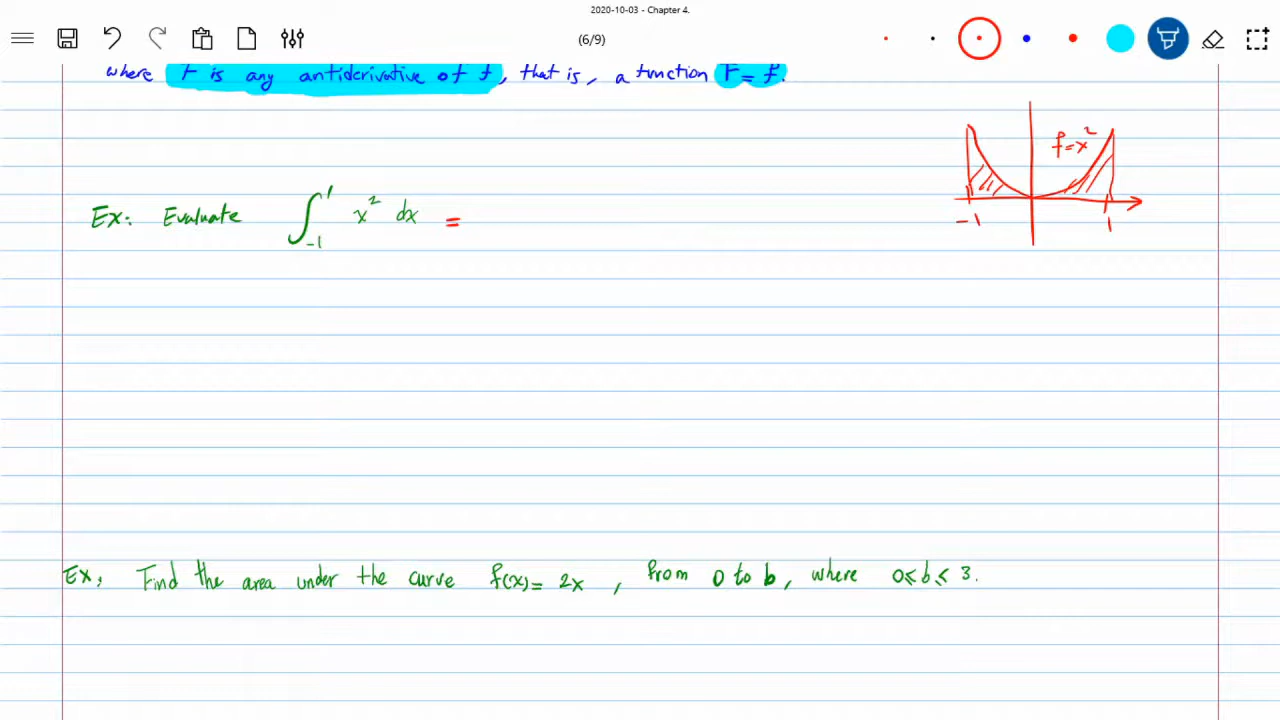 2020-10-03 - Chapter 4.
(6/9)
where F is any antiderivative of f, that is, a function F = f.
f=x²
Ex: Evaluate ∫₋₁¹ x² dx =
-1 1
Ex: Find the area under the curve f(x)= 2x , from 0 to b, where 0≤b≤3.